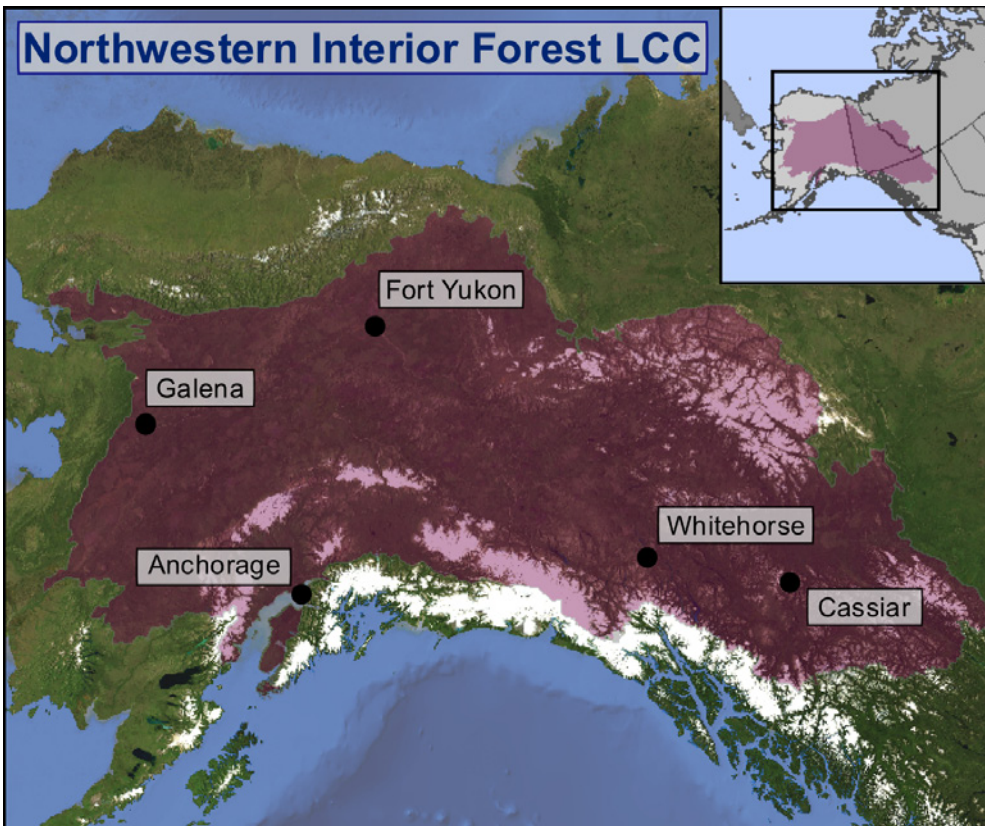 Northwestern Interior Forest LCC
Fort Yukon
Galena
Whitehorse
Anchorage
Cassiar